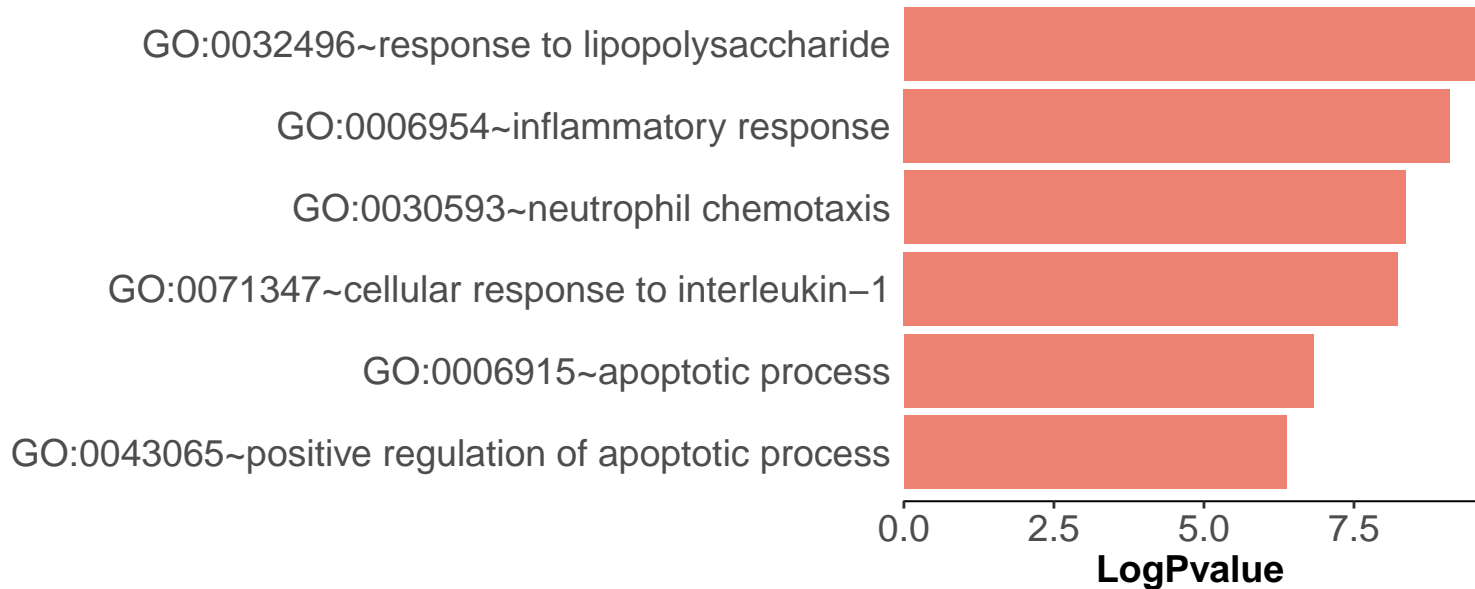 GO:0032496~response to lipopolysaccharide
GO:0006954~inflammatory response
GO:0030593~neutrophil chemotaxis
GO:0071347~cellular response to interleukin−1
GO:0006915~apoptotic process
GO:0043065~positive regulation of apoptotic process
0.0 2.5 5.0 7.5
LogPvalue